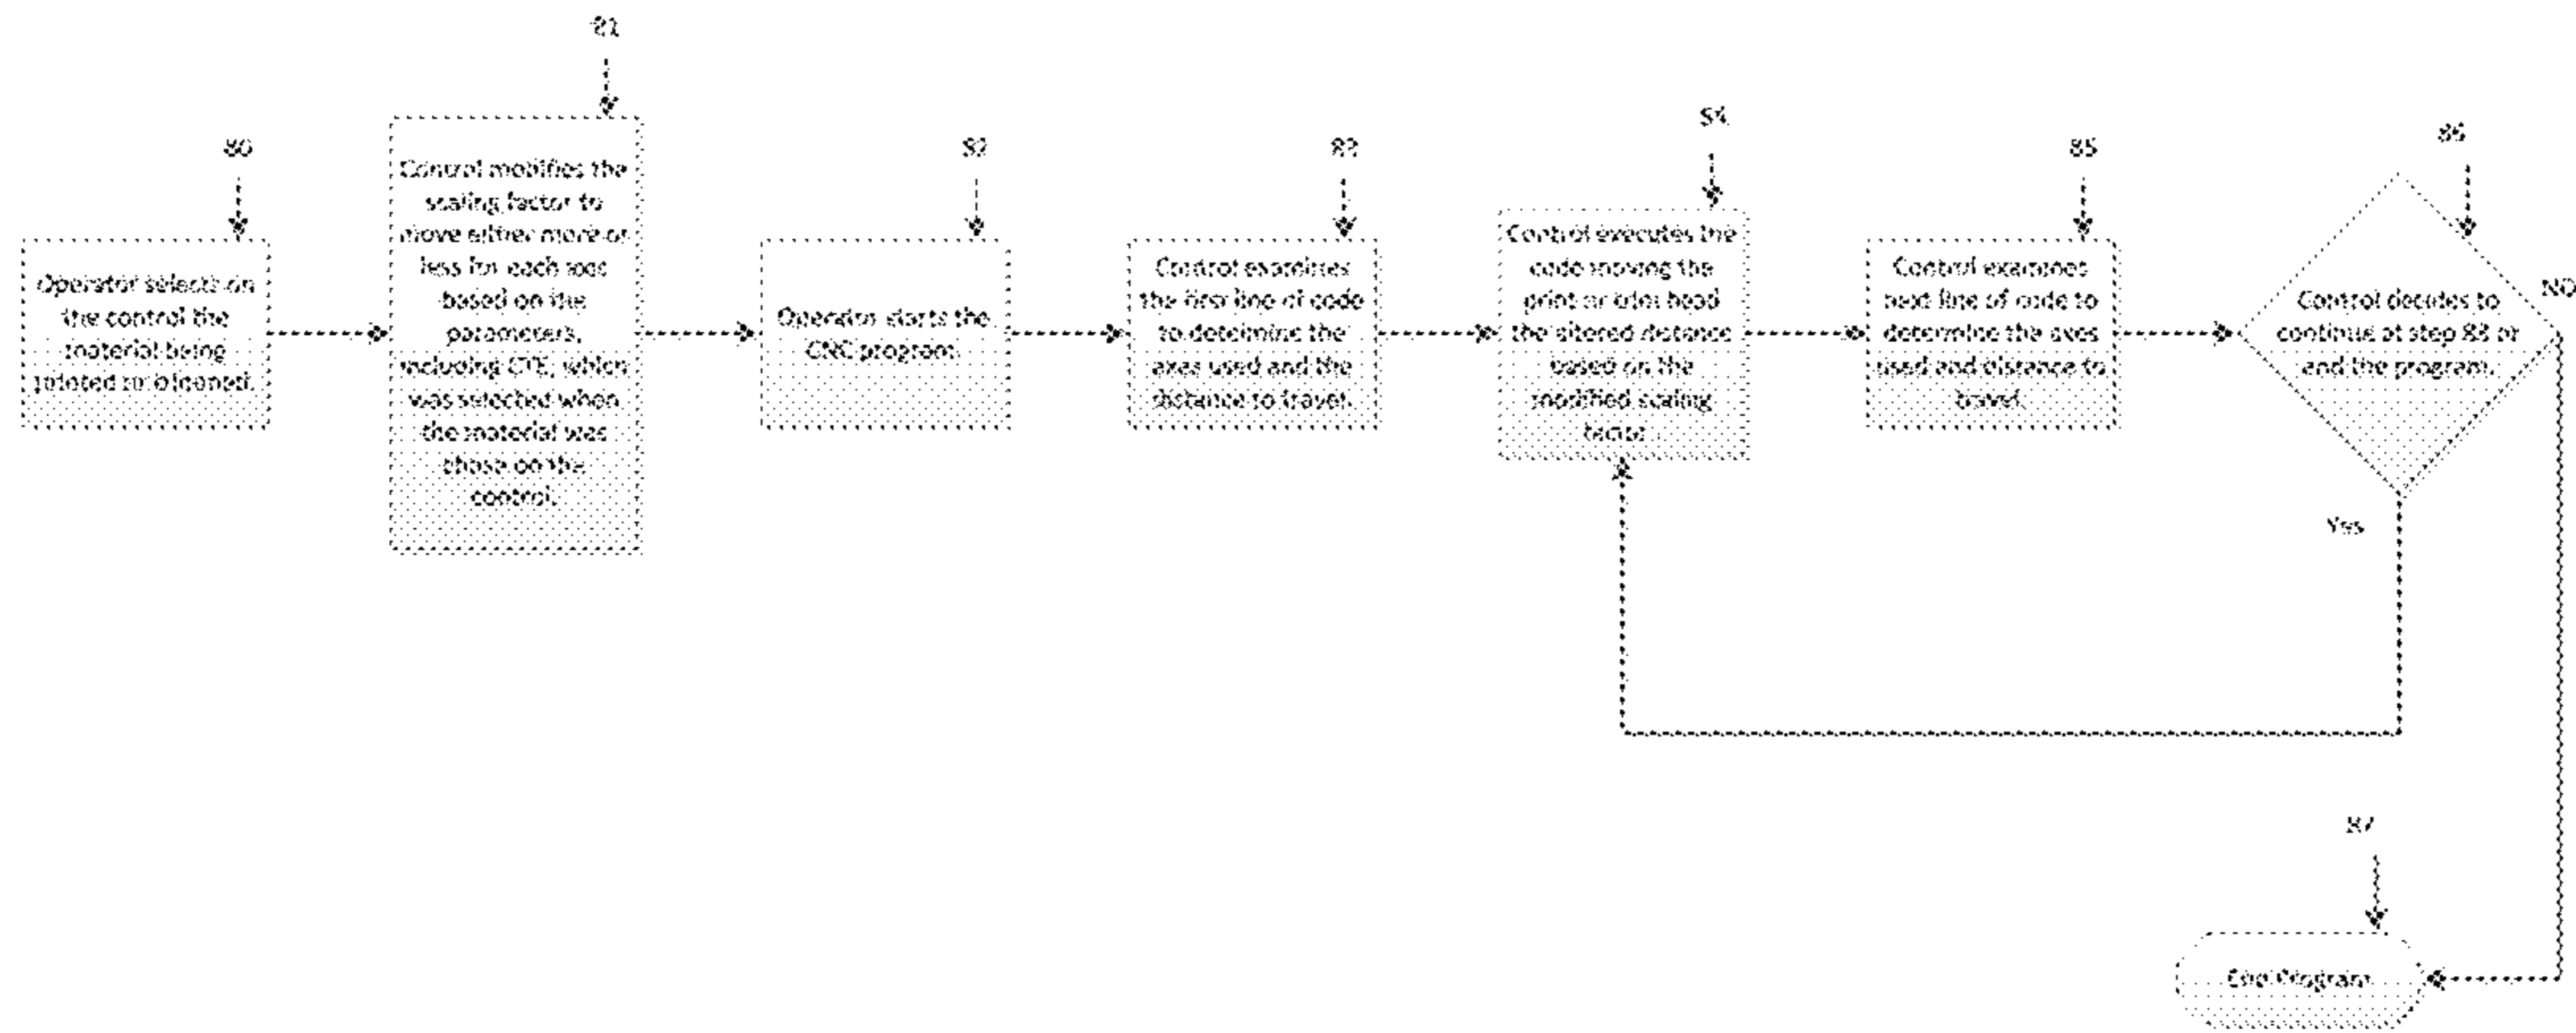 81
80
Operator selects on
the control the
material being
printed or trimmed.
Control modifies the
scaling factor to
move either more or
less for each axis
based on the
parameters,
including CTE, which
was selected when
the material was
chose on the
control.
82
Operator starts the
CNC program.
83
Control examines
the first line of code
to determine the
axes used and the
distance to travel.
84
Control executes the
code moving the
print or trim head
the altered distance
based on the
modified scaling
factor.
85
Control examines
next line of code to
determine the axes
used and distance to
travel.
86
Control decides to
continue at step 88 or
end the program.
NO
Yes
87
End Program